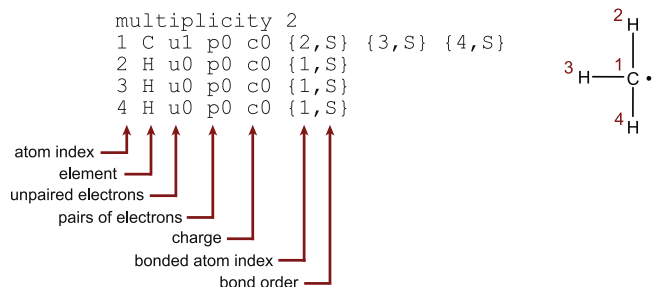 multiplicity 2
1 C u1 p0 c0 {2,S} {3,S} {4,S}
2 H u0 p0 c0 {1,S}
3 H u0 p0 c0 {1,S}
4 H u0 p0 c0 {1,S}
atom index
element
unpaired electrons
pairs of electrons
charge
bonded atom index
bond order
2
H
1
3 H C •
4
H